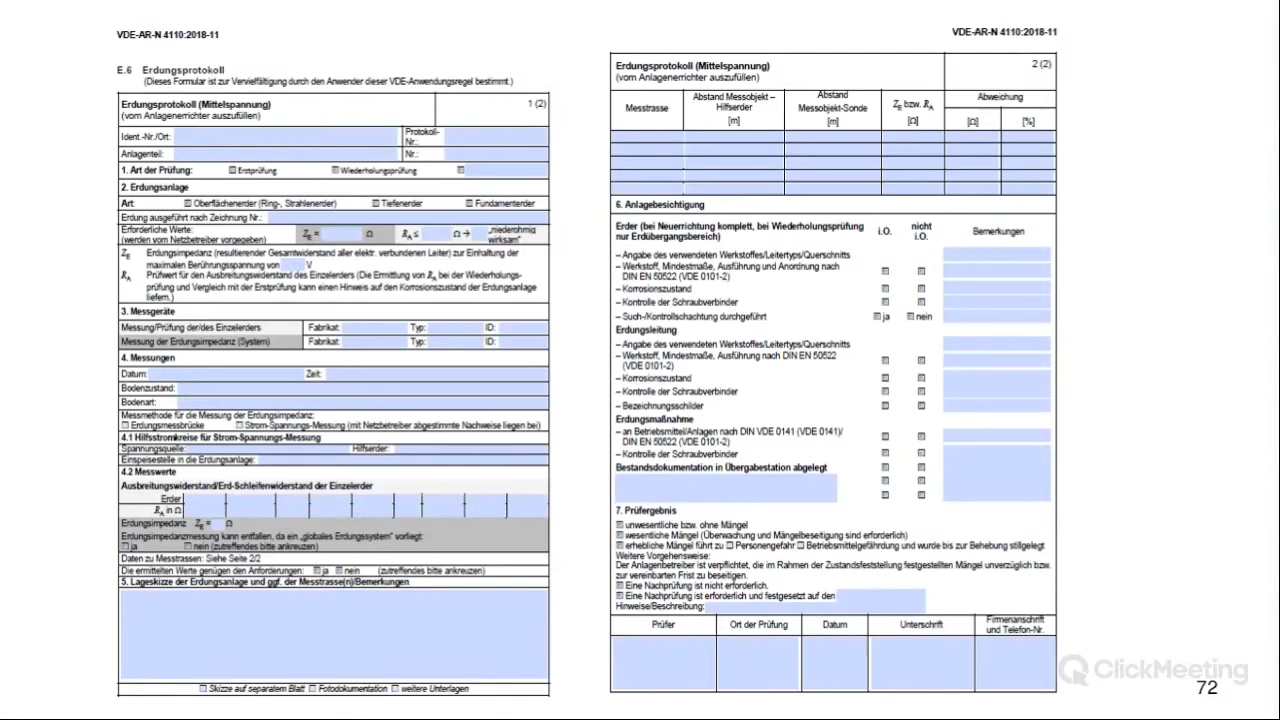 VDE-AR-N 4110:2018-11
E.6 Erdungsprotokoll
(Dieses Formular ist zur Vervielfältigung durch den Anwender dieser VDE-Anwendungsregel bestimmt.)
Erdungsprotokoll (Mittelspannung) 1 (2)
(vom Anlagenerrichter auszufüllen)
Ident.-Nr./Ort: Protokoll-Nr.:
Anlagenteil: Nr.:
1. Art der Prüfung: Erstprüfung Wiederholungsprüfung
2. Erdungsanlage
Art: Oberflächenerder (Ring-, Strahlenerder) Tiefenerder Fundamenterder
Erdung ausgeführt nach Zeichnung Nr.:
Erforderliche Werte: Z_E = Ω R_A ≤ Ω → „niederohmig
(werden vom Netzbetreiber vorgegeben) wirksam"
Z_E Erdungsimpedanz (resultierender Gesamtwiderstand aller elektr. verbundenen Leiter) zur Einhaltung der
maximalen Berührungsspannung von V
R_A Prüfwert für den Ausbreitungswiderstand des Einzelerders (Die Ermittlung von R_A bei der Wiederholungs-
prüfung und Vergleich mit der Erstprüfung kann einen Hinweis auf den Korrosionszustand der Erdungsanlage
liefern.)
3. Messgeräte
Messung/Prüfung der/des Einzelerders Fabrikat: Typ: ID:
Messung der Erdungsimpedanz (System) Fabrikat: Typ: ID:
4. Messungen
Datum: Zeit:
Bodenzustand:
Bodenart:
Messmethode für die Messung der Erdungsimpedanz:
Erdungsmessbrücke Strom-Spannungs-Messung (mit Netzbetreiber abgestimmte Nachweise liegen bei)
4.1 Hilfsstromkreise für Strom-Spannungs-Messung
Spannungsquelle: Hilfserder:
Einspeisestelle in die Erdungsanlage:
4.2 Messwerte
Ausbreitungswiderstand/Erd-Schleifenwiderstand der Einzelerder
Erder
R_A in Ω
Erdungsimpedanz Z_E = Ω
Erdungsimpedanzmessung kann entfallen, da ein „globales Erdungssystem" vorliegt:
ja nein (zutreffendes bitte ankreuzen)
Daten zu Messtrassen: Siehe Seite 2/2
Die ermittelten Werte genügen den Anforderungen: ja nein (zutreffendes bitte ankreuzen)
5. Lageskizze der Erdungsanlage und ggf. der Messtrasse(n)/Bemerkungen
Skizze auf separatem Blatt Fotodokumentation weitere Unterlagen
VDE-AR-N 4110:2018-11
Erdungsprotokoll (Mittelspannung) 2 (2)
(vom Anlagenerrichter auszufüllen)
Messtrasse Abstand Messobjekt – Hilfserder [m] Abstand Messobjekt-Sonde [m] Z_E bzw. R_A [Ω] Abweichung [Ω] [%]
6. Anlagebesichtigung
Erder (bei Neuerrichtung komplett, bei Wiederholungsprüfung nur Erdübergangsbereich) i.O. nicht i.O. Bemerkungen
– Angabe des verwendeten Werkstoffes/Leitertyps/Querschnitts
– Werkstoff, Mindestmaße, Ausführung und Anordnung nach
DIN EN 50522 (VDE 0101-2)
– Korrosionszustand
– Kontrolle der Schraubverbinder
– Such-/Kontrollschachtung durchgeführt ja nein
Erdungsleitung
– Angabe des verwendeten Werkstoffes/Leitertyps/Querschnitts
– Werkstoff, Mindestmaße, Ausführung nach DIN EN 50522
(VDE 0101-2)
– Korrosionszustand
– Kontrolle der Schraubverbinder
– Bezeichnungsschilder
Erdungsmaßnahme
– an Betriebsmittel/Anlagen nach DIN VDE 0141 (VDE 0141)/
DIN EN 50522 (VDE 0101-2)
– Kontrolle der Schraubverbinder
Bestandsdokumentation in Übergabestation abgelegt
7. Prüfergebnis
unwesentliche bzw. ohne Mängel
wesentliche Mängel (Überwachung und Mängelbeseitigung sind erforderlich)
erhebliche Mängel führt zu Personengefahr Betriebsmittelgefährdung und wurde bis zur Behebung stillgelegt
Weitere Vorgehensweise:
Der Anlagenbetreiber ist verpflichtet, die im Rahmen der Zustandsfeststellung festgestellten Mängel unverzüglich bzw.
zur vereinbarten Frist zu beseitigen.
Eine Nachprüfung ist nicht erforderlich.
Eine Nachprüfung ist erforderlich und festgesetzt auf den
Hinweise/Beschreibung:
Prüfer Ort der Prüfung Datum Unterschrift Firmenanschrift und Telefon-Nr.
ClickMeeting
72